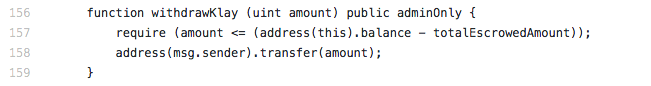 156 function withdrawKlay (uint amount) public adminOnly {
157 require (amount <= (address(this).balance - totalEscrowedAmount));
158 address(msg.sender).transfer(amount);
159 }